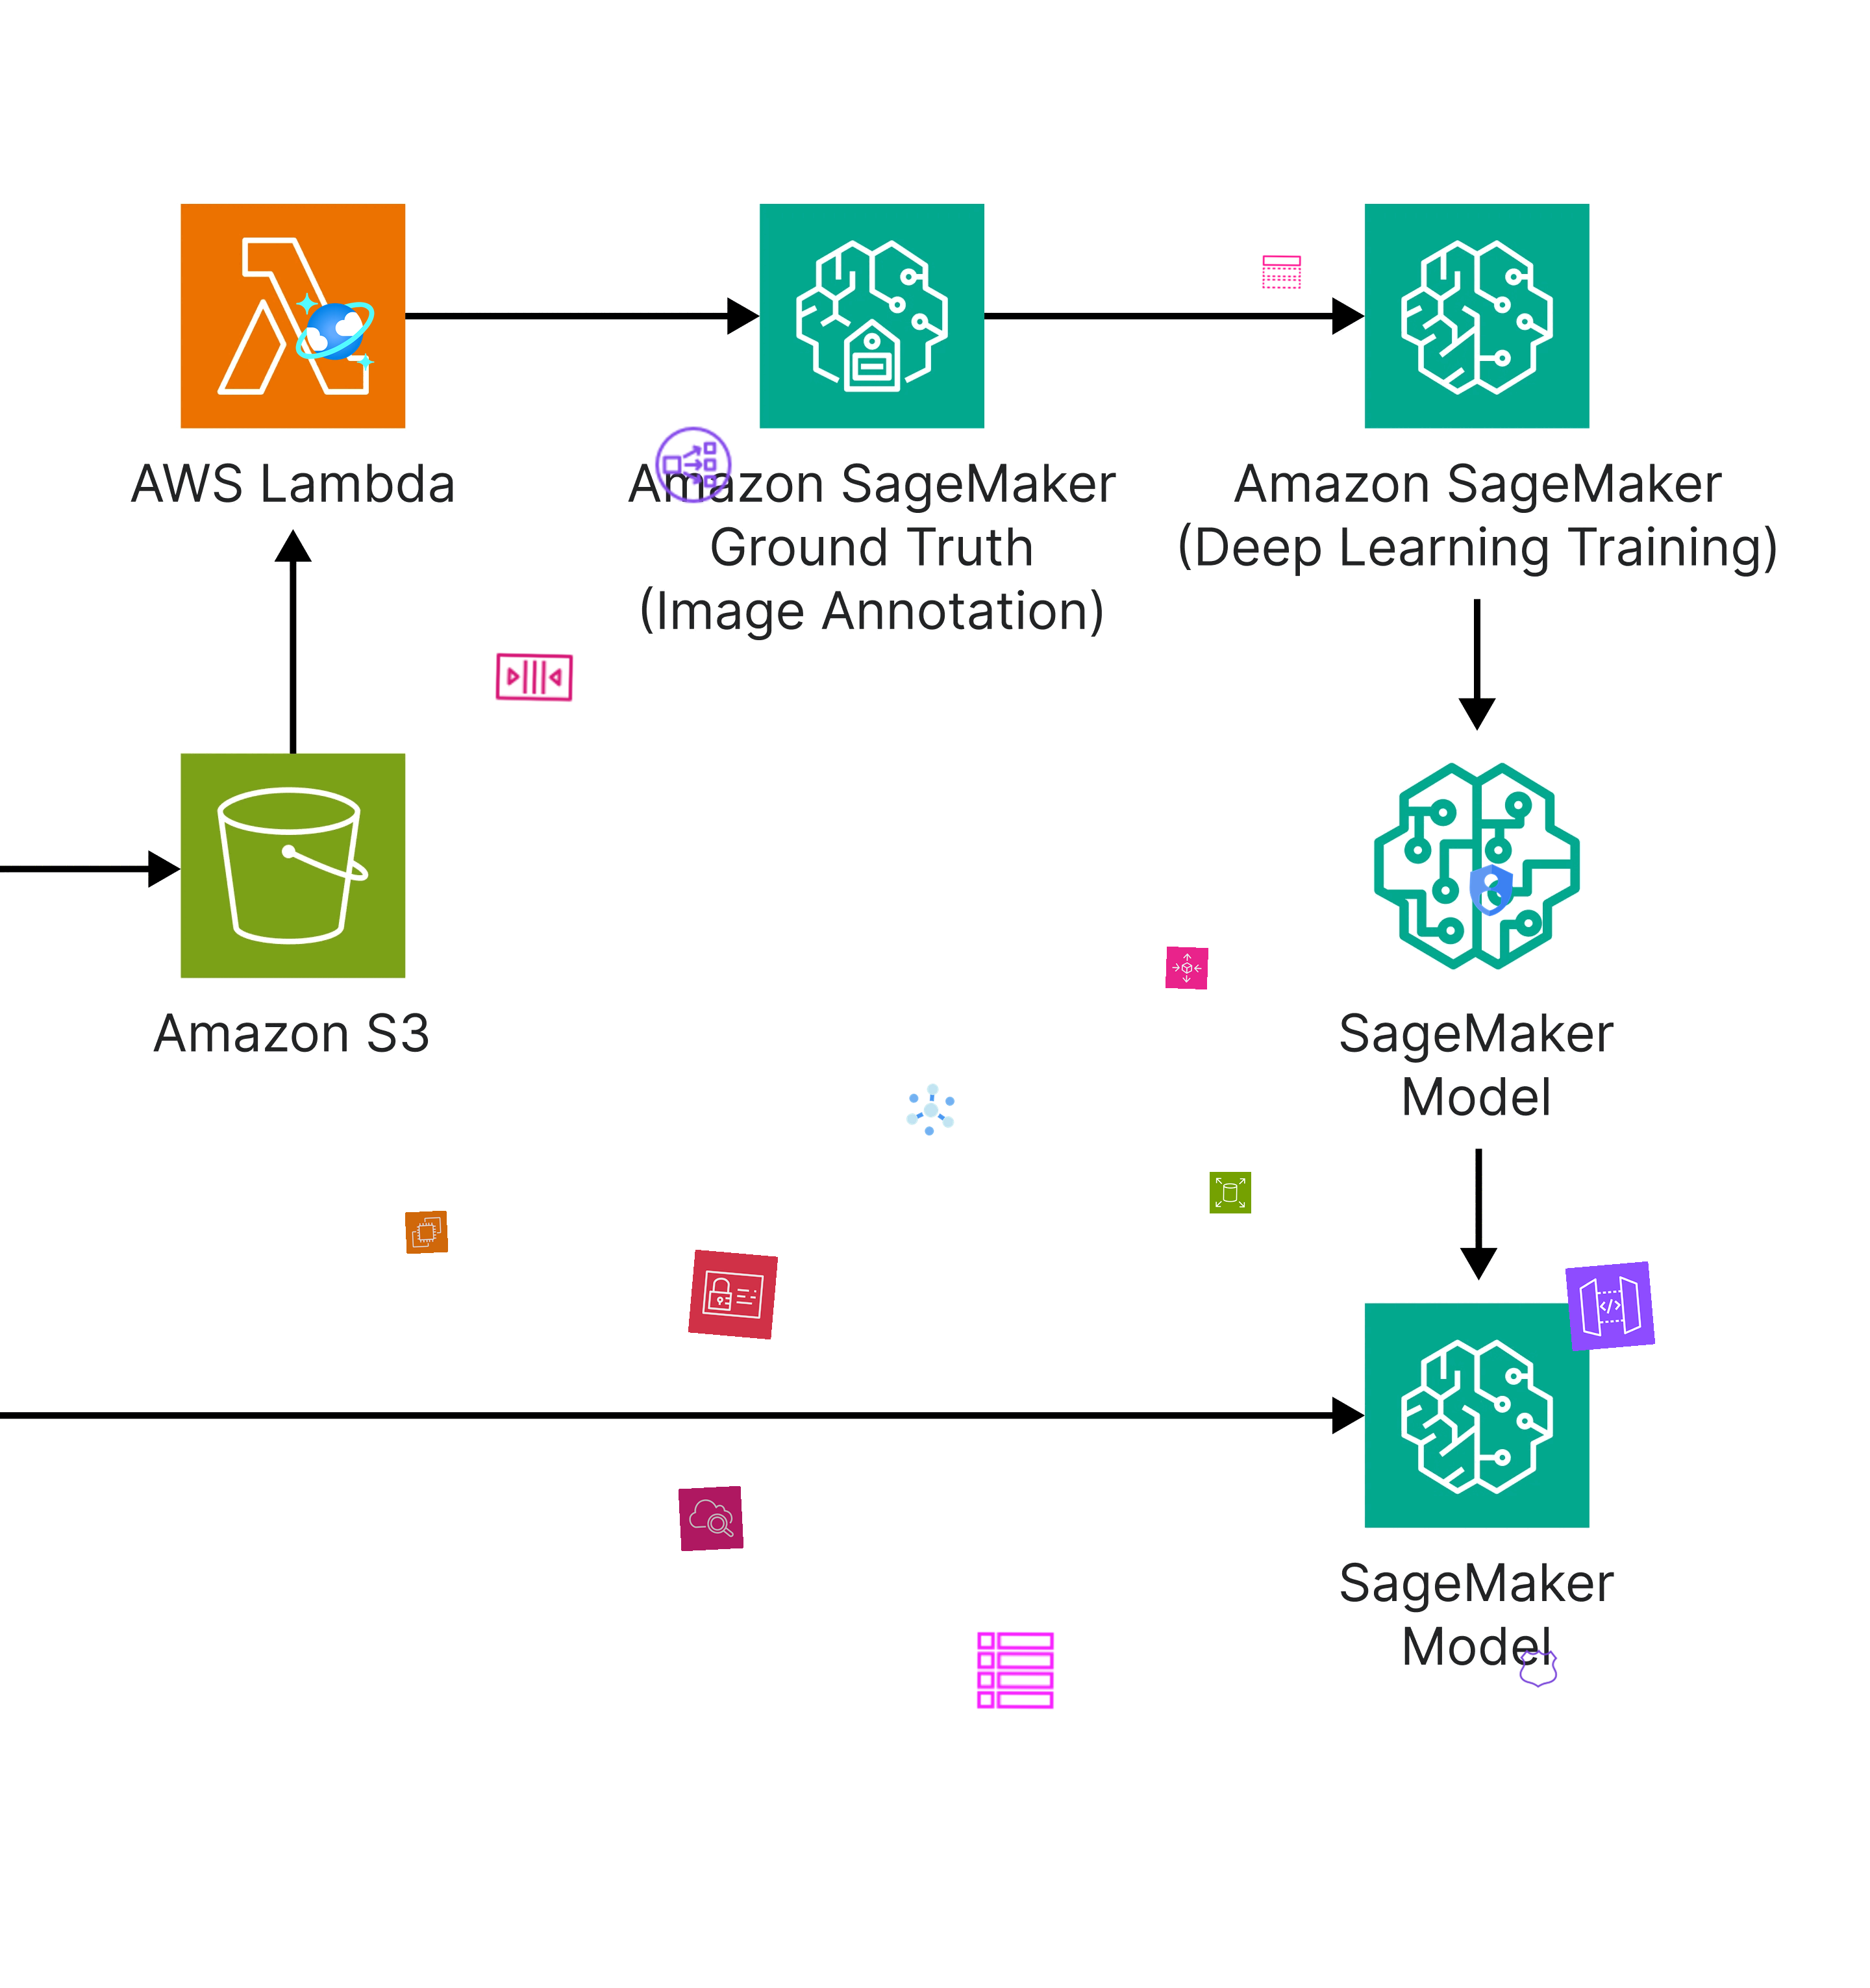 AWS Lambda
Amazon SageMaker
Ground Truth
(Image Annotation)
Amazon SageMaker
(Deep Learning Training)
Amazon S3
SageMaker
Model
SageMaker
Model